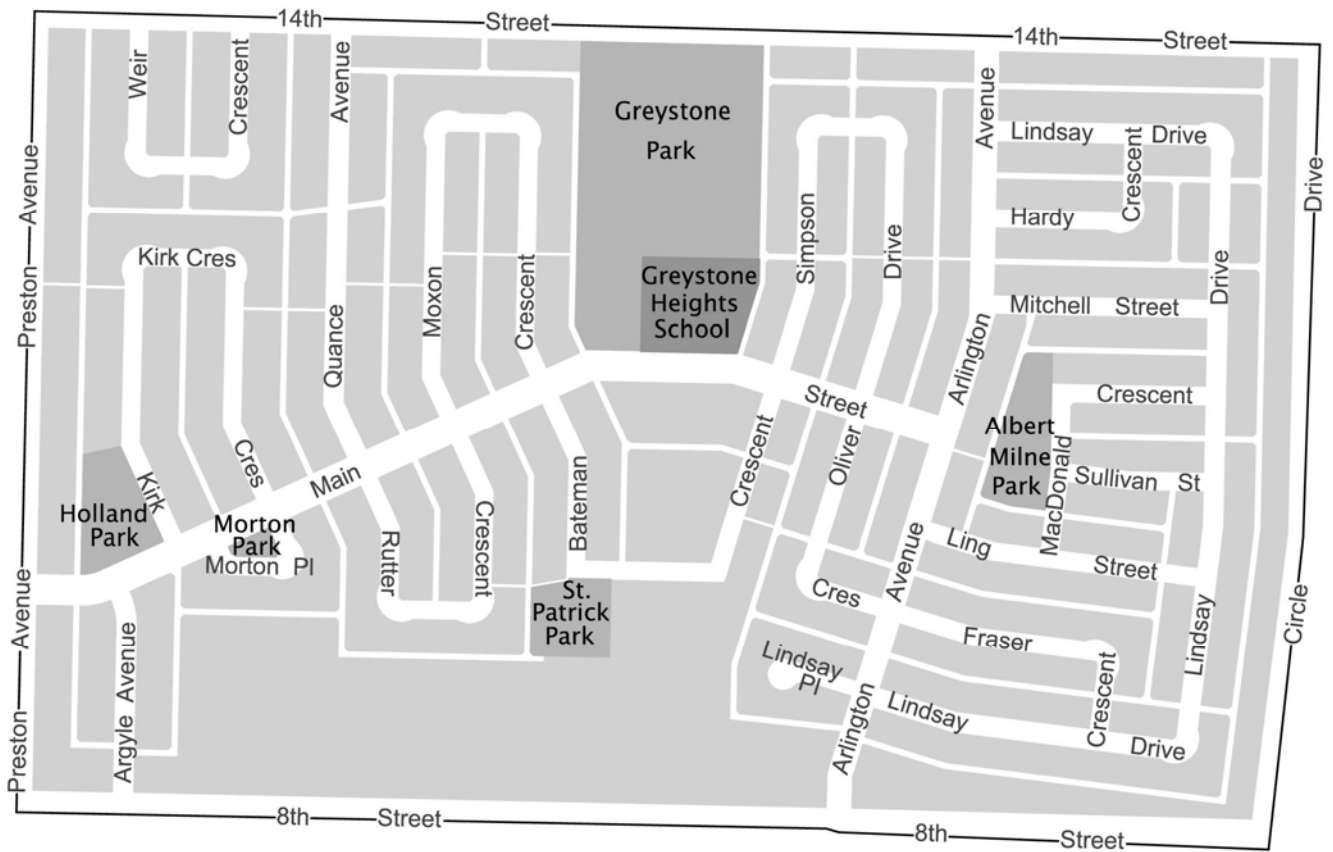 14th Street
14th Street
Weir
Crescent
Avenue
Greystone
Park
Avenue
Lindsay Drive
Crescent
Hardy
Drive
Preston Avenue
Kirk Cres
Moxon
Crescent
Quance
Greystone
Heights
School
Simpson
Drive
Mitchell Street
Drive
Arlington
Street
Crescent
Albert
Milne
Park
MacDonald
Sullivan St
Kirk
Cres
Main
Holland
Park
Morton
Park
Morton Pl
Rutter
Crescent
Bateman
Crescent
Oliver
Avenue
Ling
Street
St.
Patrick
Park
Cres
Fraser
Crescent
Lindsay
Circle
Preston Avenue
Argyle Avenue
Lindsay
Pl
Arlington
Lindsay
Drive
8th Street
8th Street